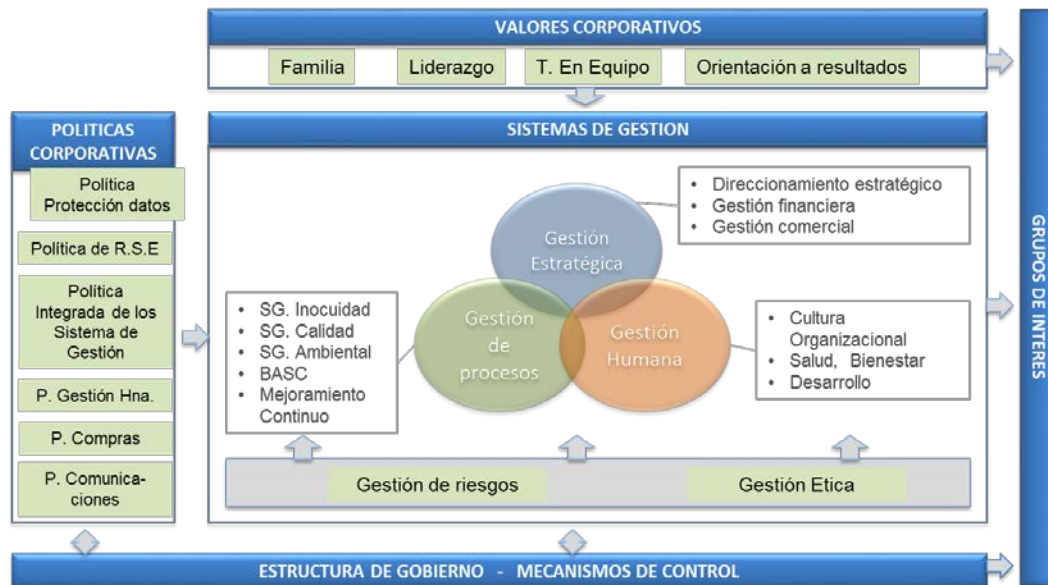 VALORES CORPORATIVOS
Familia
Liderazgo
T. En Equipo
Orientación a resultados
POLITICAS
CORPORATIVAS
Política
Protección datos
Política de R.S.E
Política
Integrada de los
Sistema de
Gestión
P. Gestión Hna.
P. Compras
P. Comunica-
ciones
SISTEMAS DE GESTION
Gestión
Estratégica
• Direccionamiento estratégico
• Gestión financiera
• Gestión comercial
• SG. Inocuidad
• SG. Calidad
• SG. Ambiental
• BASC
• Mejoramiento
Continuo
Gestión
de
procesos
Gestión
Humana
• Cultura
Organizacional
• Salud, Bienestar
• Desarrollo
Gestión de riesgos
Gestión Etica
GRUPOS DE INTERES
ESTRUCTURA DE GOBIERNO - MECANISMOS DE CONTROL